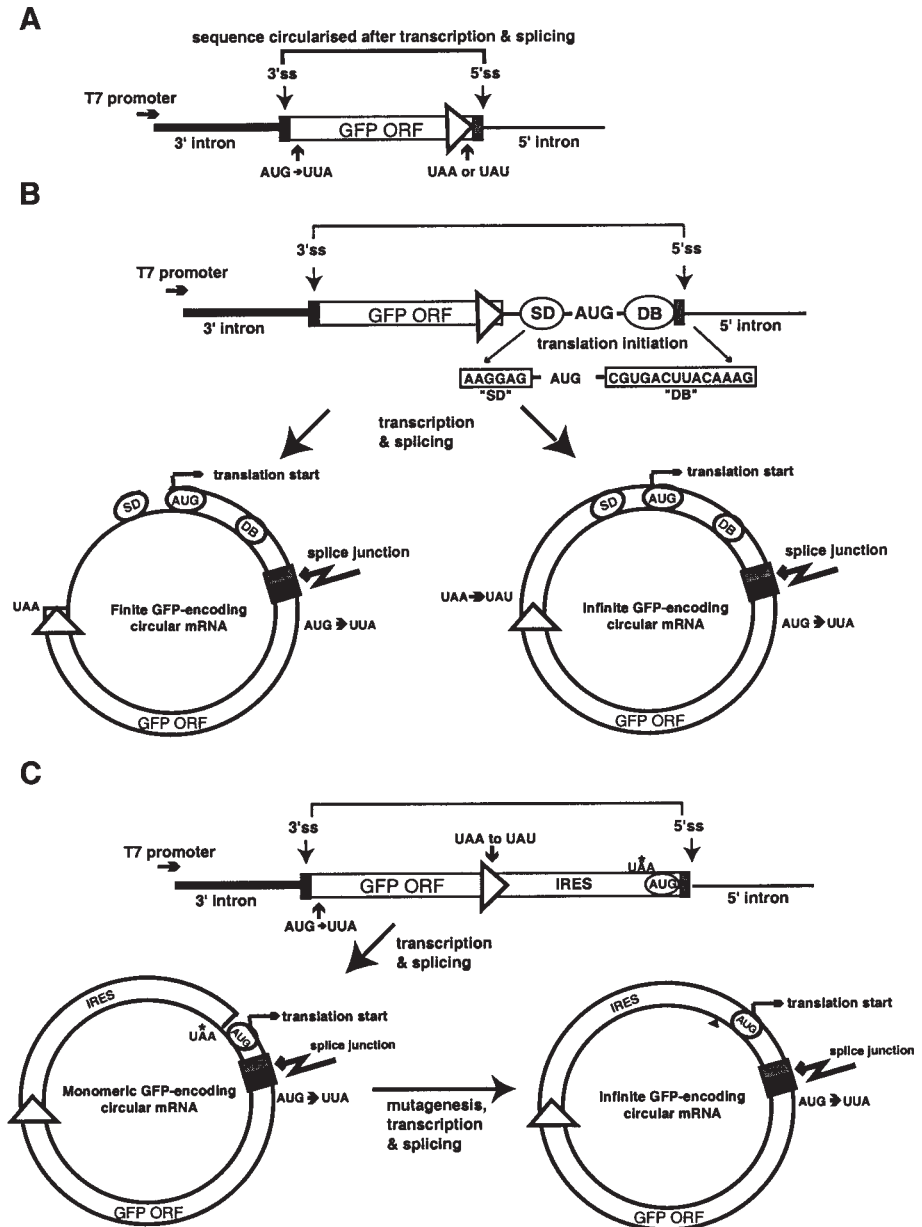 A
sequence circularised after transcription & splicing
3'ss
5'ss
T7 promoter
GFP ORF
3' intron
5' intron
AUG→UUA
UAA or UAU
B
3'ss
5'ss
T7 promoter
GFP ORF
SD
AUG
DB
3' intron
5' intron
translation initiation
AAGGAG AUG CGUGACUUACAAAG
"SD"
"DB"
transcription
& splicing
translation start
SD
AUG
DB
splice junction
UAA
Finite GFP-encoding
circular mRNA
AUG→UUA
GFP ORF
translation start
SD
AUG
DB
splice junction
UAA→UAU
Infinite GFP-encoding
circular mRNA
AUG→UUA
GFP ORF
C
3'ss
5'ss
UAA to UAU
T7 promoter
*
UAA
GFP ORF
IRES
AUG
3' Intron
5' intron
AUG→UUA
transcription
& splicing
IRES
translation start
*
UAA
AUG
splice junction
Monomeric GFP-encoding
circular mRNA
AUG→UUA
GFP ORF
mutagenesis,
transcription
& splicing
IRES
translation start
AUG
splice junction
Infinite GFP-encoding
circular mRNA
AUG→UUA
GFP ORF